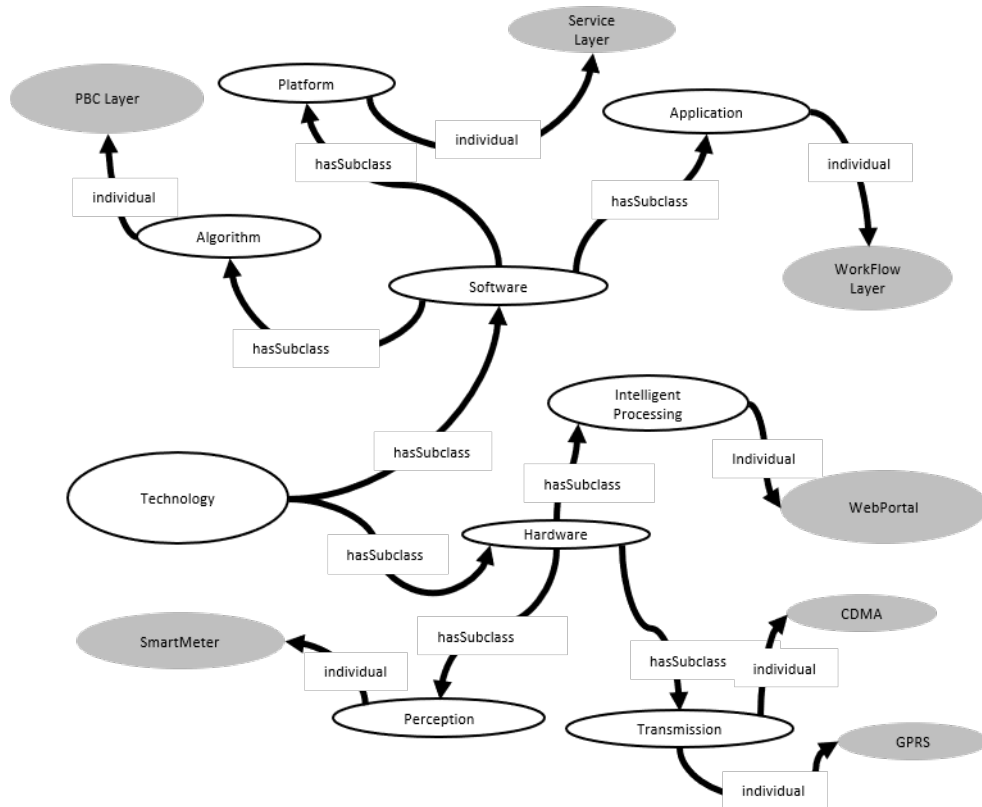 Service
Layer
Platform
PBC Layer
Application
individual
hasSubclass
individual
individual
hasSubclass
Algorithm
WorkFlow
Layer
Software
hasSubclass
Intelligent
Processing
hasSubclass
Individual
hasSubclass
Technology
WebPortal
Hardware
hasSubclass
CDMA
SmartMeter
hasSubclass
hasSubclass
individual
individual
Perception
Transmission
GPRS
individual